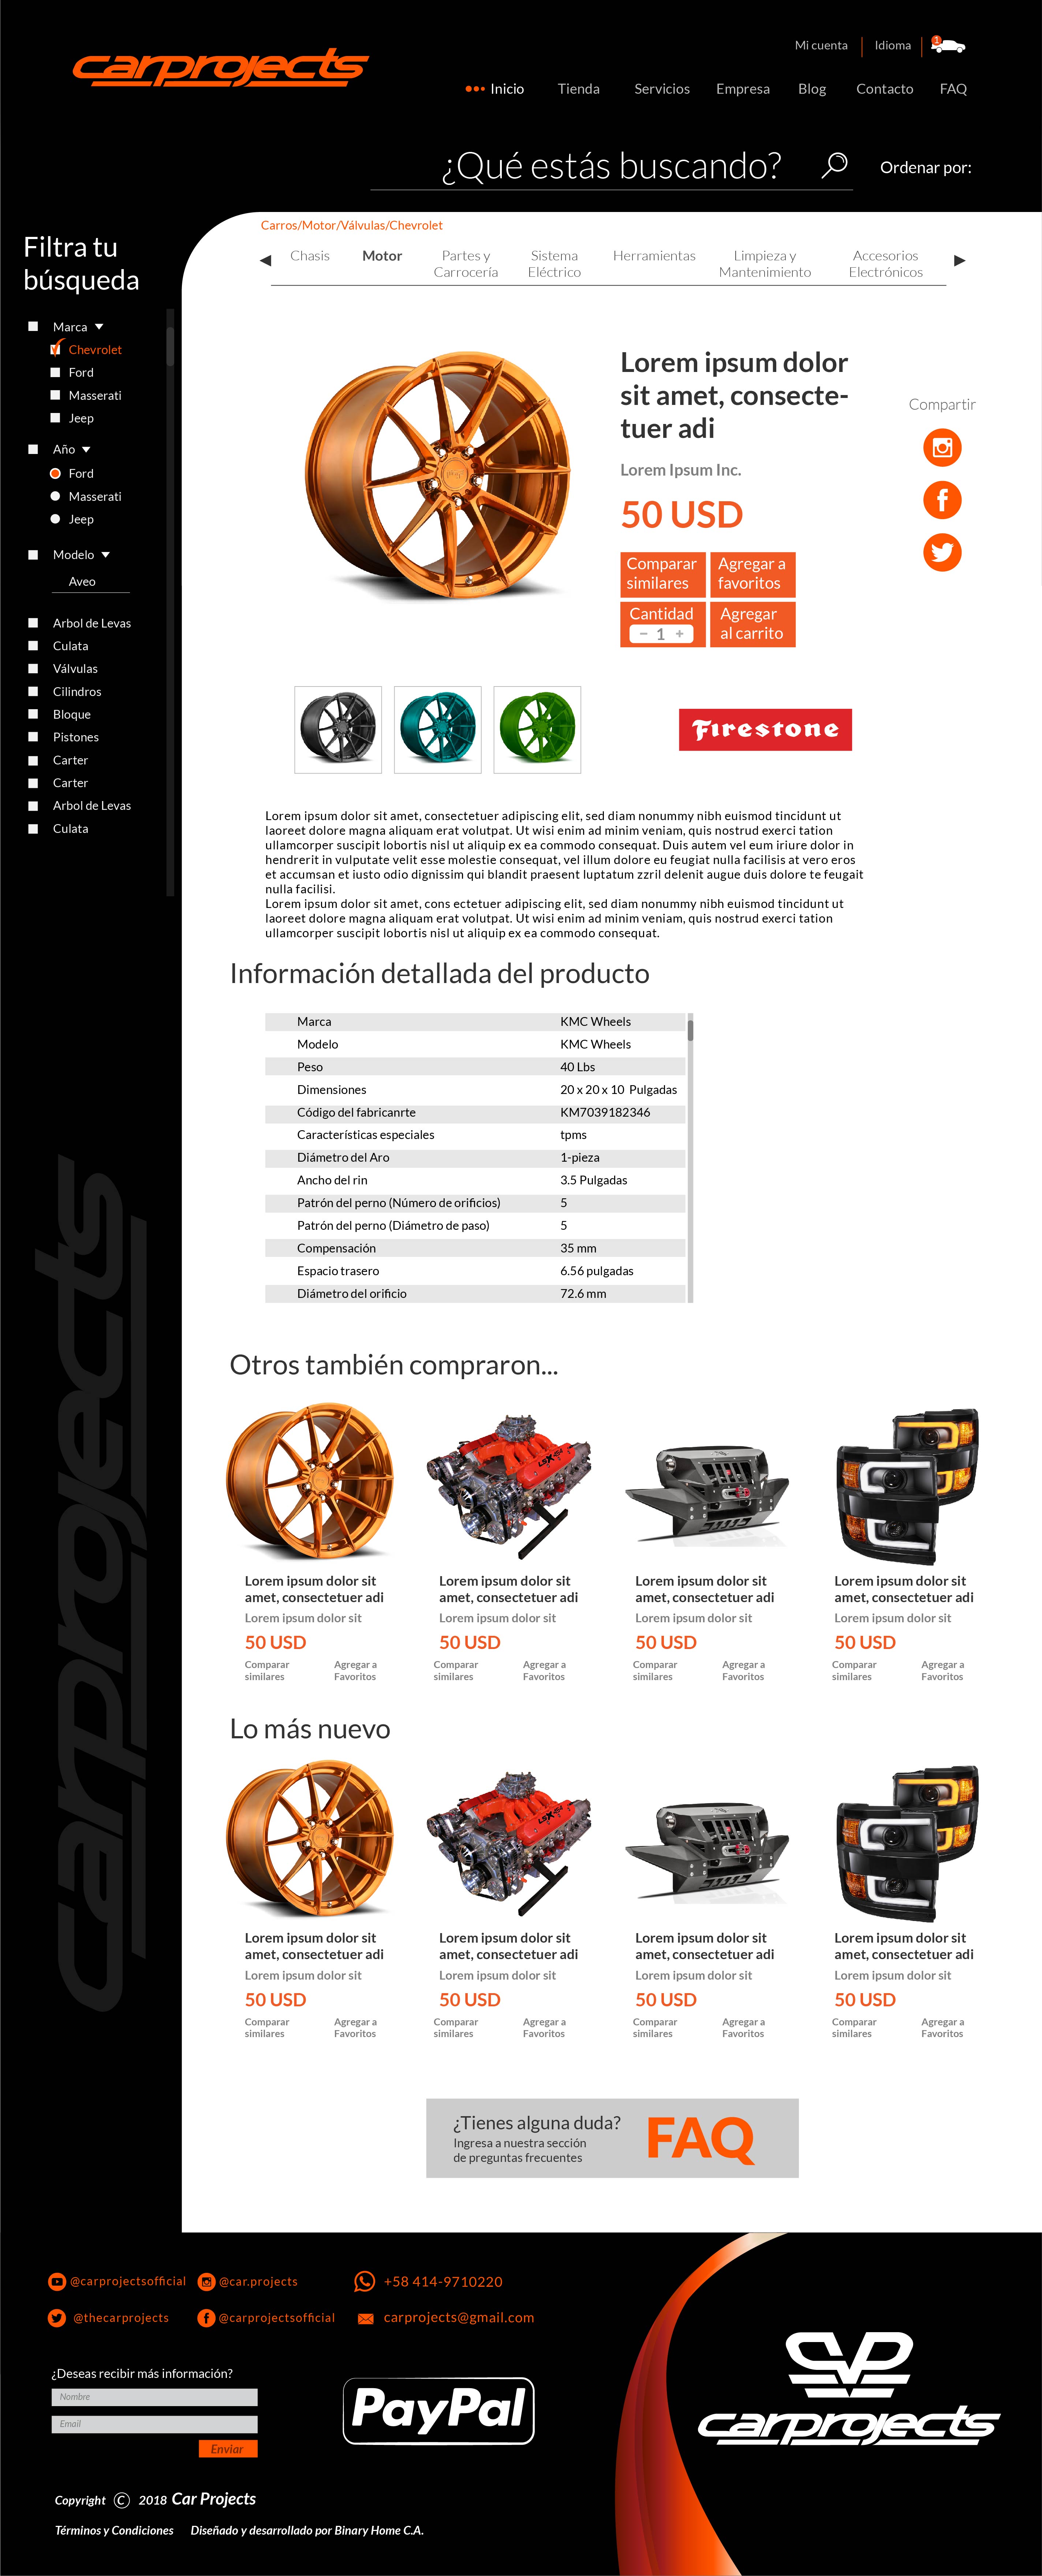 carprojects
Mi cuenta
Idioma
1
Inicio
Tienda
Servicios
Empresa
Blog
Contacto
FAQ
¿Qué estás buscando?
Ordenar por:
Filtra tu
búsqueda
Marca
Chevrolet
Ford
Masserati
Jeep
Año
Ford
Masserati
Jeep
Modelo
Aveo
Arbol de Levas
Culata
Válvulas
Cilindros
Bloque
Pistones
Carter
Carter
Arbol de Levas
Culata
carprojects
Carros/Motor/Válvulas/Chevrolet
Chasis
Motor
Partes y
Carrocería
Sistema
Eléctrico
Herramientas
Limpieza y
Mantenimiento
Accesorios
Electrónicos
Lorem ipsum dolor
sit amet, consecte-
tuer adi
Lorem Ipsum Inc.
50 USD
Comparar
similares
Agregar a
favoritos
Cantidad
− 1 +
Agregar
al carrito
Compartir
Firestone
Lorem ipsum dolor sit amet, consectetuer adipiscing elit, sed diam nonummy nibh euismod tincidunt ut
laoreet dolore magna aliquam erat volutpat. Ut wisi enim ad minim veniam, quis nostrud exerci tation
ullamcorper suscipit lobortis nisl ut aliquip ex ea commodo consequat. Duis autem vel eum iriure dolor in
hendrerit in vulputate velit esse molestie consequat, vel illum dolore eu feugiat nulla facilisis at vero eros
et accumsan et iusto odio dignissim qui blandit praesent luptatum zzril delenit augue duis dolore te feugait
nulla facilisi.
Lorem ipsum dolor sit amet, cons ectetuer adipiscing elit, sed diam nonummy nibh euismod tincidunt ut
laoreet dolore magna aliquam erat volutpat. Ut wisi enim ad minim veniam, quis nostrud exerci tation
ullamcorper suscipit lobortis nisl ut aliquip ex ea commodo consequat.
Información detallada del producto
Marca KMC Wheels
Modelo KMC Wheels
Peso 40 Lbs
Dimensiones 20 x 20 x 10 Pulgadas
Código del fabricanrte KM7039182346
Características especiales tpms
Diámetro del Aro 1-pieza
Ancho del rin 3.5 Pulgadas
Patrón del perno (Número de orificios) 5
Patrón del perno (Diámetro de paso) 5
Compensación 35 mm
Espacio trasero 6.56 pulgadas
Diámetro del orificio 72.6 mm
Otros también compraron...
Lorem ipsum dolor sit
amet, consectetuer adi
Lorem ipsum dolor sit
50 USD
Comparar
similares
Agregar a
Favoritos
LSX
Lorem ipsum dolor sit
amet, consectetuer adi
Lorem ipsum dolor sit
50 USD
Comparar
similares
Agregar a
Favoritos
Lorem ipsum dolor sit
amet, consectetuer adi
Lorem ipsum dolor sit
50 USD
Comparar
similares
Agregar a
Favoritos
Lorem ipsum dolor sit
amet, consectetuer adi
Lorem ipsum dolor sit
50 USD
Comparar
similares
Agregar a
Favoritos
Lo más nuevo
Lorem ipsum dolor sit
amet, consectetuer adi
Lorem ipsum dolor sit
50 USD
Comparar
similares
Agregar a
Favoritos
LSX
Lorem ipsum dolor sit
amet, consectetuer adi
Lorem ipsum dolor sit
50 USD
Comparar
similares
Agregar a
Favoritos
Lorem ipsum dolor sit
amet, consectetuer adi
Lorem ipsum dolor sit
50 USD
Comparar
similares
Agregar a
Favoritos
Lorem ipsum dolor sit
amet, consectetuer adi
Lorem ipsum dolor sit
50 USD
Comparar
similares
Agregar a
Favoritos
¿Tienes alguna duda?
Ingresa a nuestra sección
de preguntas frecuentes
FAQ
@carprojectsofficial
@car.projects
+58 414-9710220
@thecarprojects
@carprojectsofficial
carprojects@gmail.com
¿Deseas recibir más información?
Nombre
Email
Enviar
PayPal
carprojects
Copyright © 2018 Car Projects
Términos y Condiciones
Diseñado y desarrollado por Binary Home C.A.